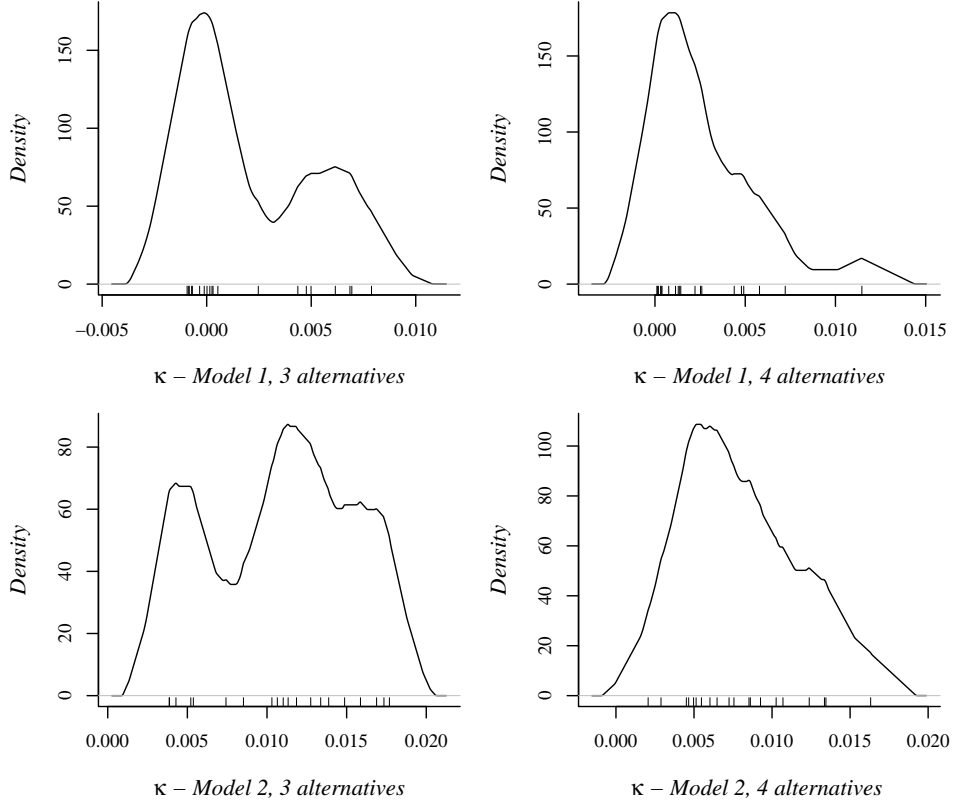 Density
150
100
50
0
−0.005 0.000 0.005 0.010
κ − Model 1, 3 alternatives
Density
150
100
50
0
0.000 0.005 0.010 0.015
κ − Model 1, 4 alternatives
Density
80
60
40
20
0
0.000 0.005 0.010 0.015 0.020
κ − Model 2, 3 alternatives
Density
100
80
60
40
20
0
0.000 0.005 0.010 0.015 0.020
κ − Model 2, 4 alternatives